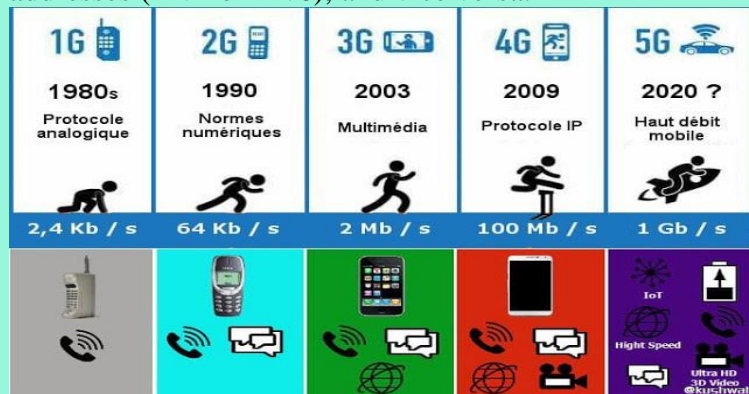 1G
2G
3G
4G
5G
1980s
1990
2003
2009
2020 ?
Protocole
analogique
Normes
numériques
Multimédia
Protocole IP
Haut débit
mobile
2,4 Kb / s
64 Kb / s
2 Mb / s
100 Mb / s
1 Gb / s
IoT
Hight Speed
Ultra HD
3D Video